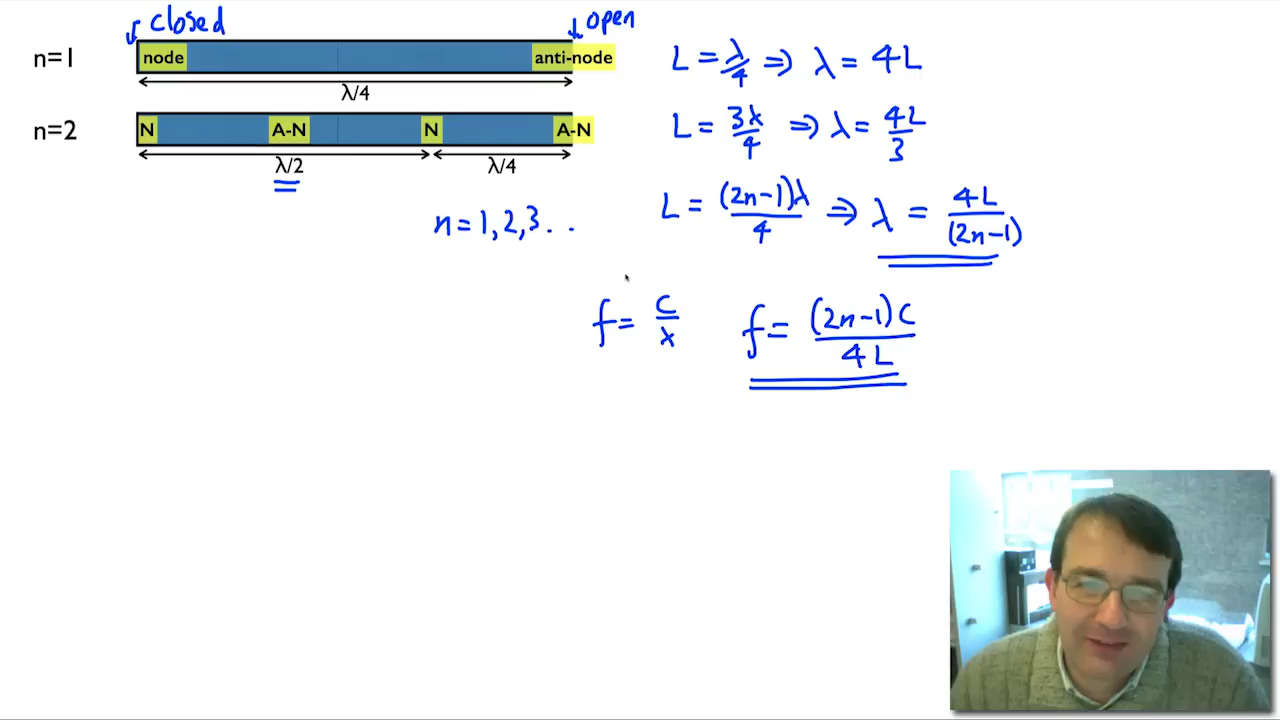 closed
open
n=1
node
anti-node
L = λ/4 ⇒ λ = 4L
λ/4
n=2
N
A-N
N
A-N
L = 3λ/4 ⇒ λ = 4L/3
λ/2
λ/4
L = (2n-1)λ/4 ⇒ λ = 4L/(2n-1)
n = 1, 2, 3 . . .
f = c/λ
f = (2n-1)c/4L